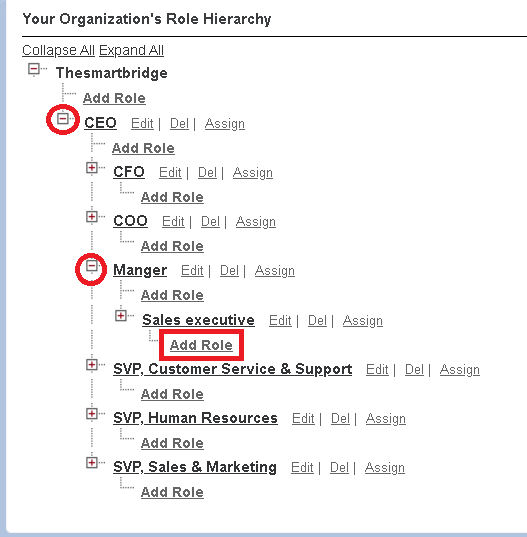 Your Organization's Role Hierarchy
Collapse All Expand All
Thesmartbridge
Add Role
CEO Edit | Del | Assign
Add Role
CFO Edit | Del | Assign
Add Role
COO Edit | Del | Assign
Add Role
Manger Edit | Del | Assign
Add Role
Sales executive Edit | Del | Assign
Add Role
SVP, Customer Service & Support Edit | Del | Assign
Add Role
SVP, Human Resources Edit | Del | Assign
Add Role
SVP, Sales & Marketing Edit | Del | Assign
Add Role